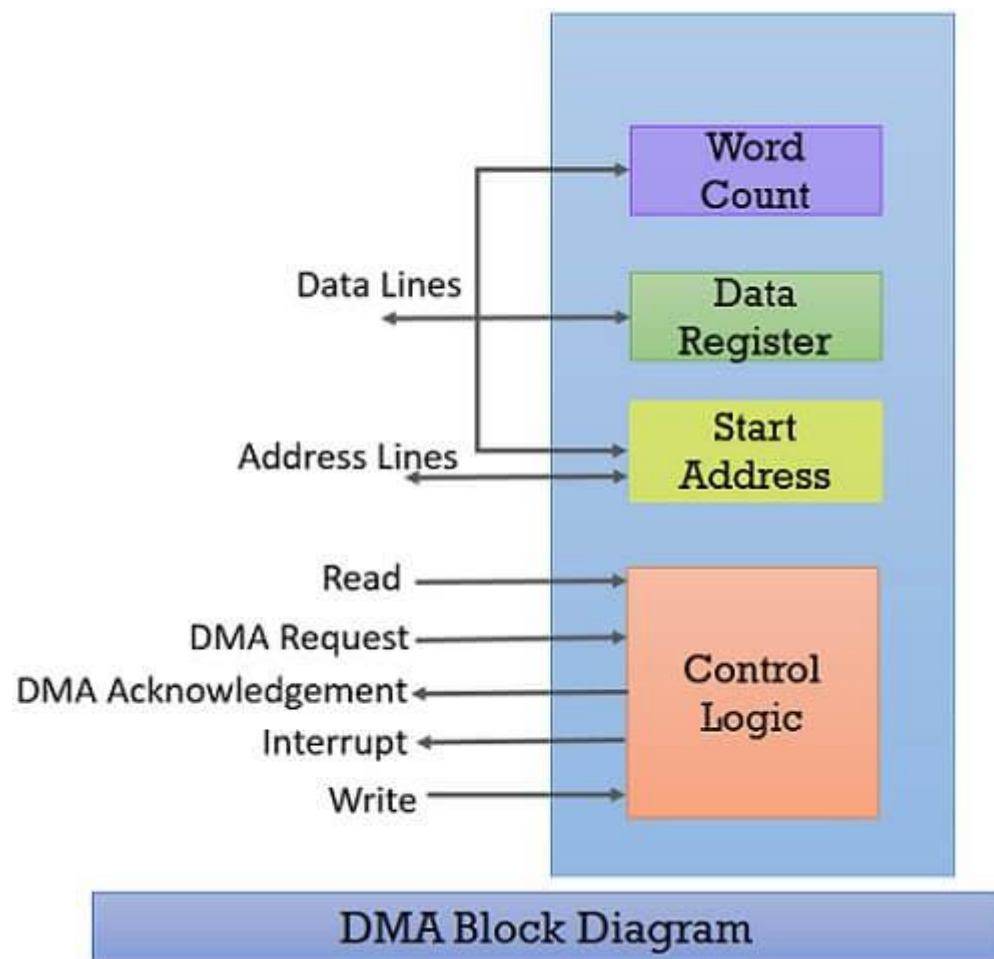 Word
Count
Data Lines
Data
Register
Address Lines
Start
Address
Read
DMA Request
DMA Acknowledgement
Interrupt
Write
Control
Logic
DMA Block Diagram